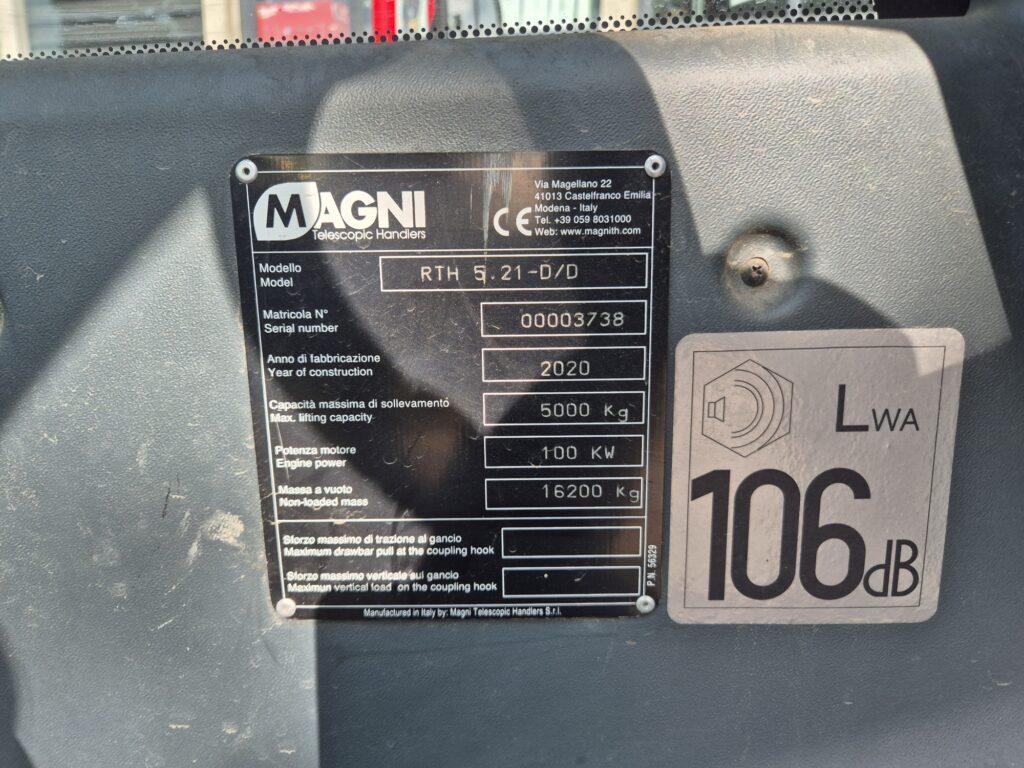 MAGNI
Telescopic Handlers
CE
Via Magellano 22
41013 Castelfranco Emilia
Modena - Italy
Tel. +39 059 8031000
Web: www.magnith.com
Modello
Model
RTH 5.21-D/D
Matricola N°
Serial number
00003738
Anno di fabbricazione
Year of construction
2020
Capacità massima di sollevamento
Max. lifting capacity
5000 Kg
Potenza motore
Engine power
100 KW
Massa a vuoto
Non-loaded mass
16200 Kg
Sforzo massimo di trazione al gancio
Maximum drawbar pull at the coupling hook
Sforzo massimo verticale sul gancio
Maximun vertical load on the coupling hook
P.N. 56329
Manufactured in Italy by: Magni Telescopic Handlers S.r.l.
LWA
106dB